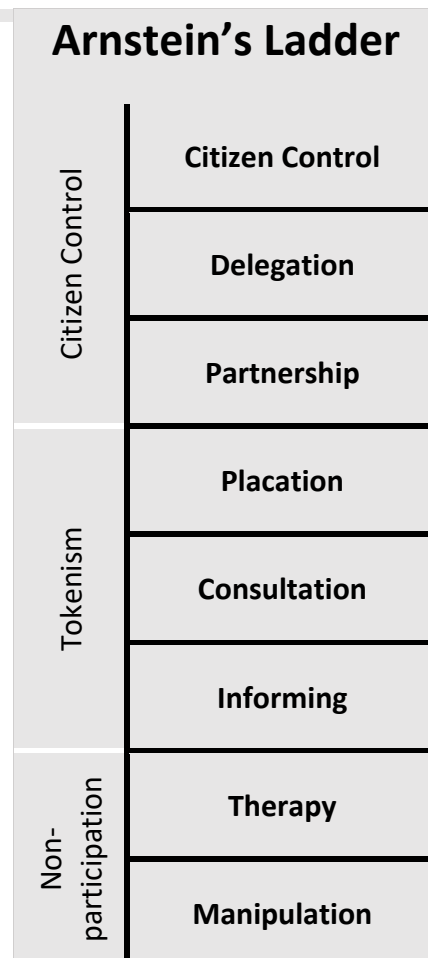 Arnstein’s Ladder
Citizen Control
Citizen Control
Delegation
Partnership
Tokenism
Placation
Consultation
Informing
Non-
participation
Therapy
Manipulation